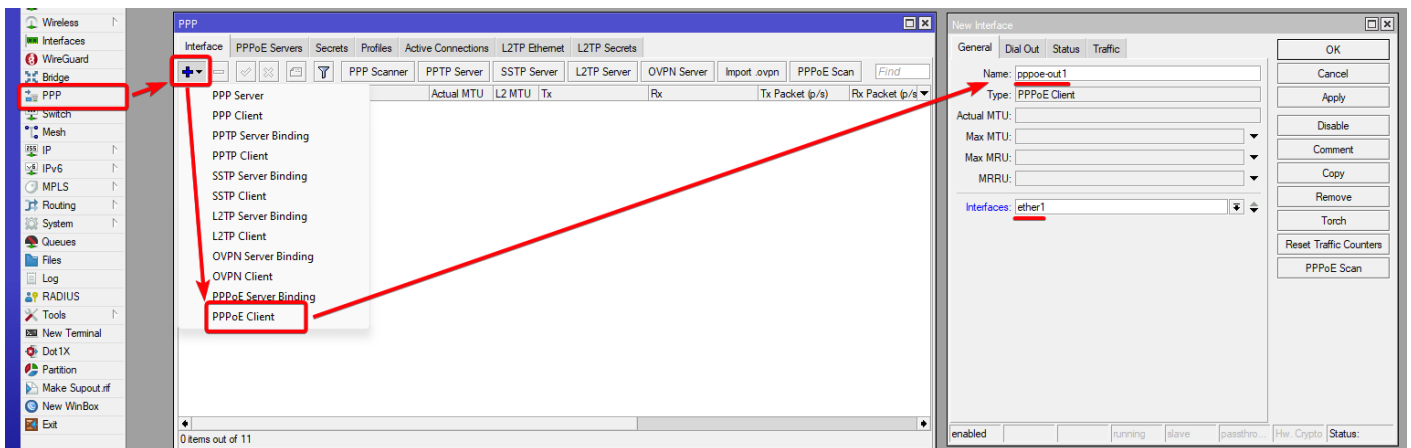 Wireless
Interfaces
WireGuard
Bridge
PPP
Switch
Mesh
IP
IPv6
MPLS
Routing
System
Queues
Files
Log
RADIUS
Tools
New Terminal
Dot1X
Partition
Make Supout.rif
New WinBox
Exit
PPP
Interface PPPoE Servers Secrets Profiles Active Connections L2TP Ethernet L2TP Secrets
PPP Scanner PPTP Server SSTP Server L2TP Server OVPN Server Import .ovpn PPPoE Scan Find
Actual MTU L2 MTU Tx Rx Tx Packet (p/s) Rx Packet (p/s
PPP Server
PPP Client
PPTP Server Binding
PPTP Client
SSTP Server Binding
SSTP Client
L2TP Server Binding
L2TP Client
OVPN Server Binding
OVPN Client
PPPoE Server Binding
PPPoE Client
0 items out of 11
New Interface
General Dial Out Status Traffic
Name: pppoe-out1
Type: PPPoE Client
Actual MTU:
Max MTU:
Max MRU:
MRRU:
Interfaces: ether1
OK
Cancel
Apply
Disable
Comment
Copy
Remove
Torch
Reset Traffic Counters
PPPoE Scan
enabled running slave passthro... Hw. Crypto Status: